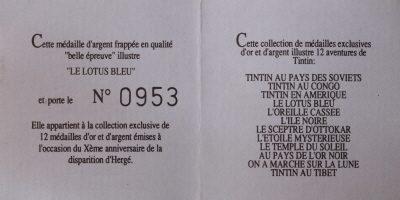 Cette médaille d'argent frappée en qualité
"belle épreuve" illustre
"LE LOTUS BLEU"
et porte le N° 0953
Elle appartient à la collection exclusive de
12 médailles d'or et d'argent émises à
l'occasion du Xème anniversaire de la
disparition d'Hergé.
Cette collection de médailles exclusives
d'or et d'argent illustre 12 aventures de
Tintin:
TINTIN AU PAYS DES SOVIETS
TINTIN AU CONGO
TINTIN EN AMERIQUE
LE LOTUS BLEU
L'OREILLE CASSEE
L'ILE NOIRE
LE SCEPTRE D'OTTOKAR
L'ETOILE MYSTERIEUSE
LE TEMPLE DU SOLEIL
AU PAYS DE L'OR NOIR
ON A MARCHE SUR LA LUNE
TINTIN AU TIBET